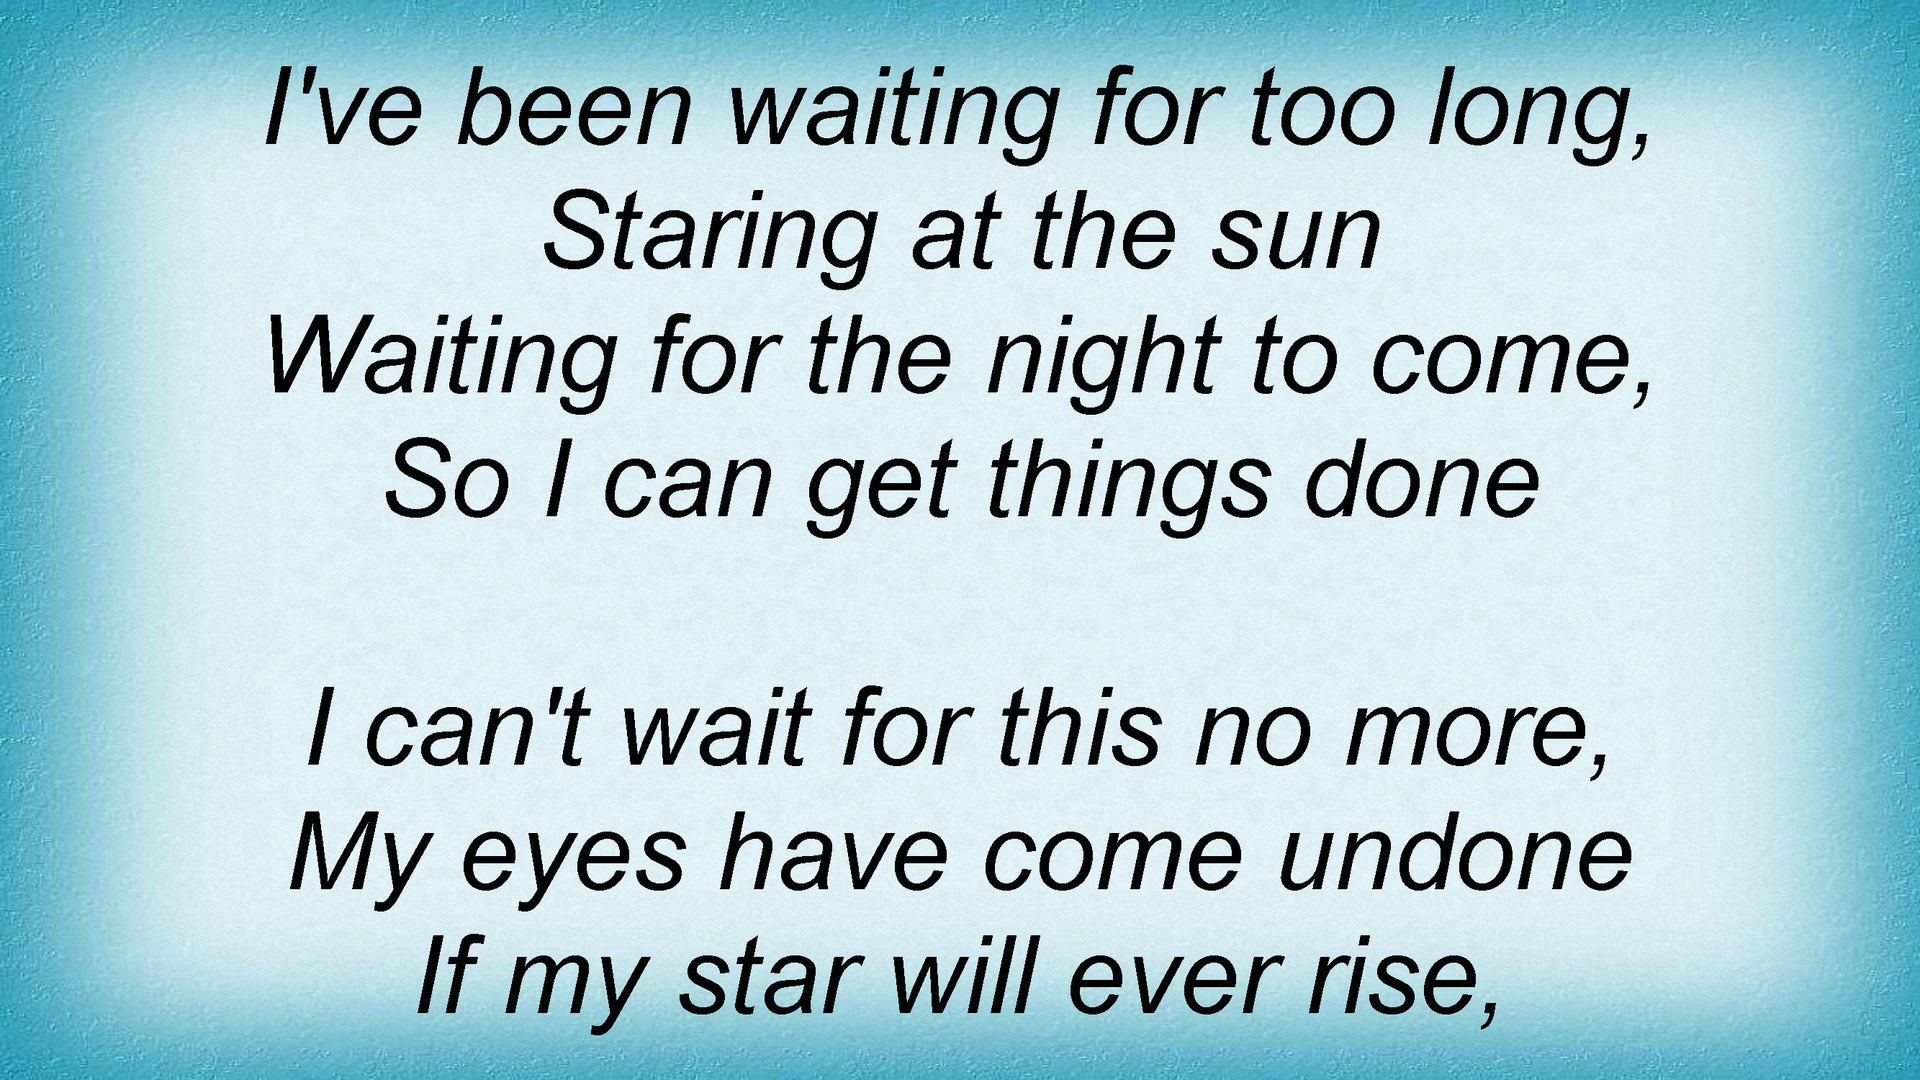 I've been waiting for too long,
Staring at the sun
Waiting for the night to come,
So I can get things done
I can't wait for this no more,
My eyes have come undone
If my star will ever rise,